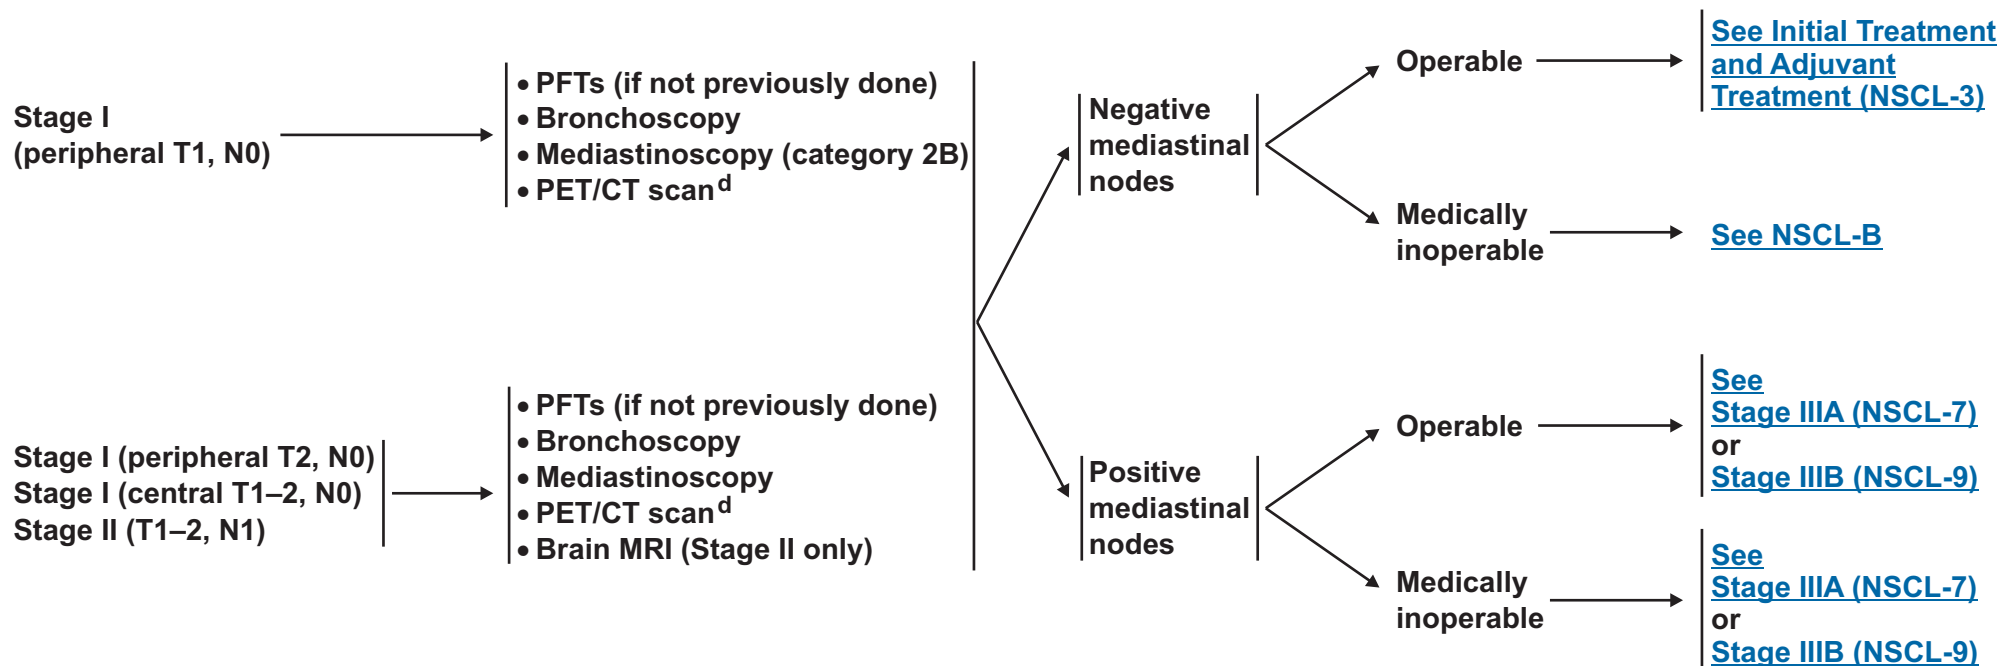 Stage I
(peripheral T1, N0)
• PFTs (if not previously done)
• Bronchoscopy
• Mediastinoscopy (category 2B)
• PET/CT scan d
Stage I (peripheral T2, N0)
Stage I (central T1–2, N0)
Stage II (T1–2, N1)
• PFTs (if not previously done)
• Bronchoscopy
• Mediastinoscopy
• PET/CT scan d
• Brain MRI (Stage II only)
Negative
mediastinal
nodes
Operable
See Initial Treatment
and Adjuvant
Treatment (NSCL-3)
Medically
inoperable
See NSCL-B
Positive
mediastinal
nodes
Operable
See
Stage IIIA (NSCL-7)
or
Stage IIIB (NSCL-9)
Medically
inoperable
See
Stage IIIA (NSCL-7)
or
Stage IIIB (NSCL-9)